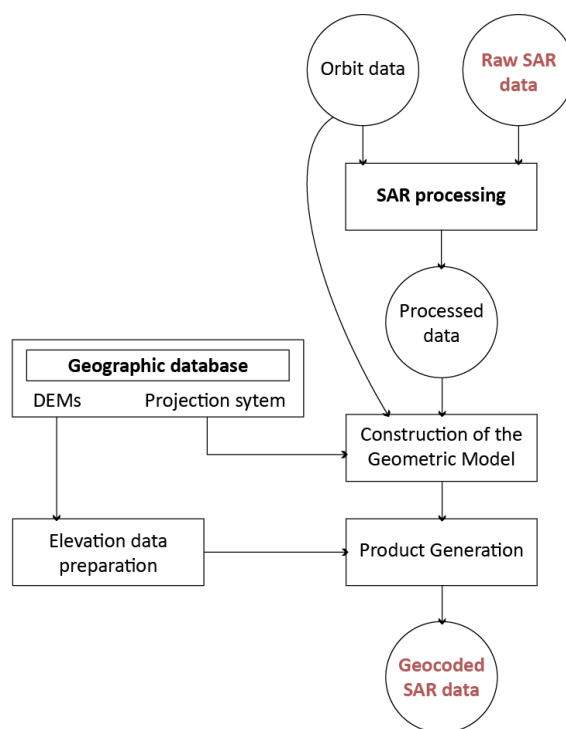 Orbit data
Raw SAR
data
SAR processing
Processed
data
Geographic database
DEMs
Projection sytem
Construction of the
Geometric Model
Elevation data
preparation
Product Generation
Geocoded
SAR data